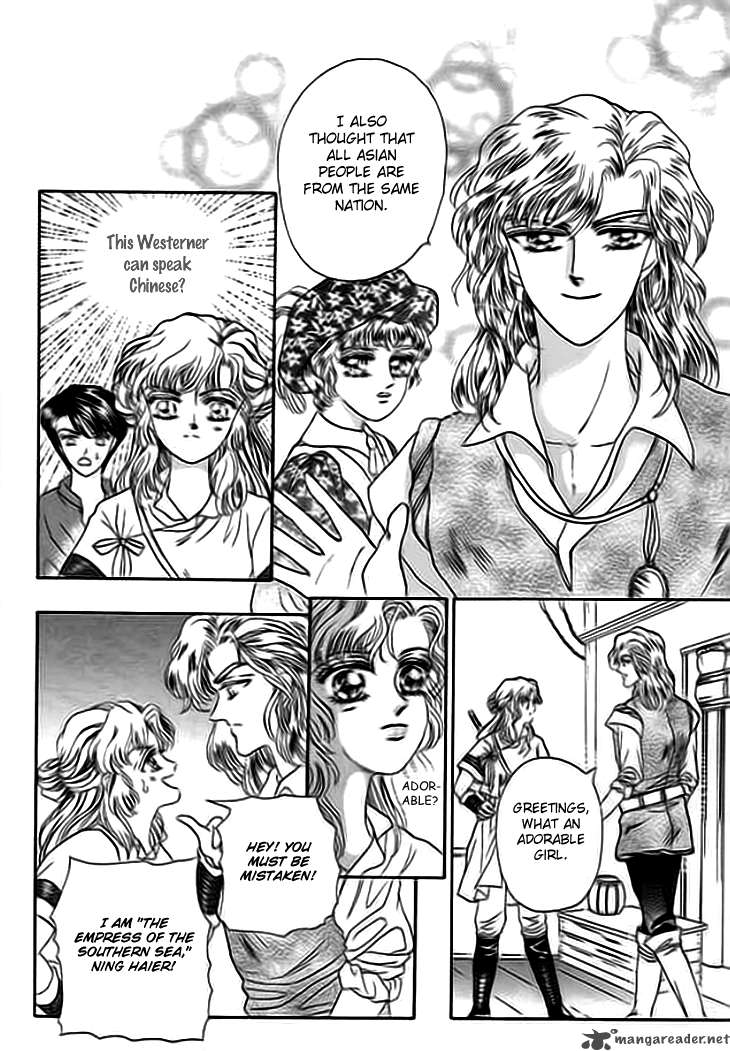 I ALSO
THOUGHT THAT
ALL ASIAN
PEOPLE ARE
FROM THE SAME
NATION.
This Westerner
can speak
Chinese?
GREETINGS,
WHAT AN
ADORABLE
GIRL.
ADOR-
ABLE?
HEY! YOU
MUST BE
MISTAKEN!
I AM "THE
EMPRESS OF THE
SOUTHERN SEA,"
NING HAIER!
mangareader.net